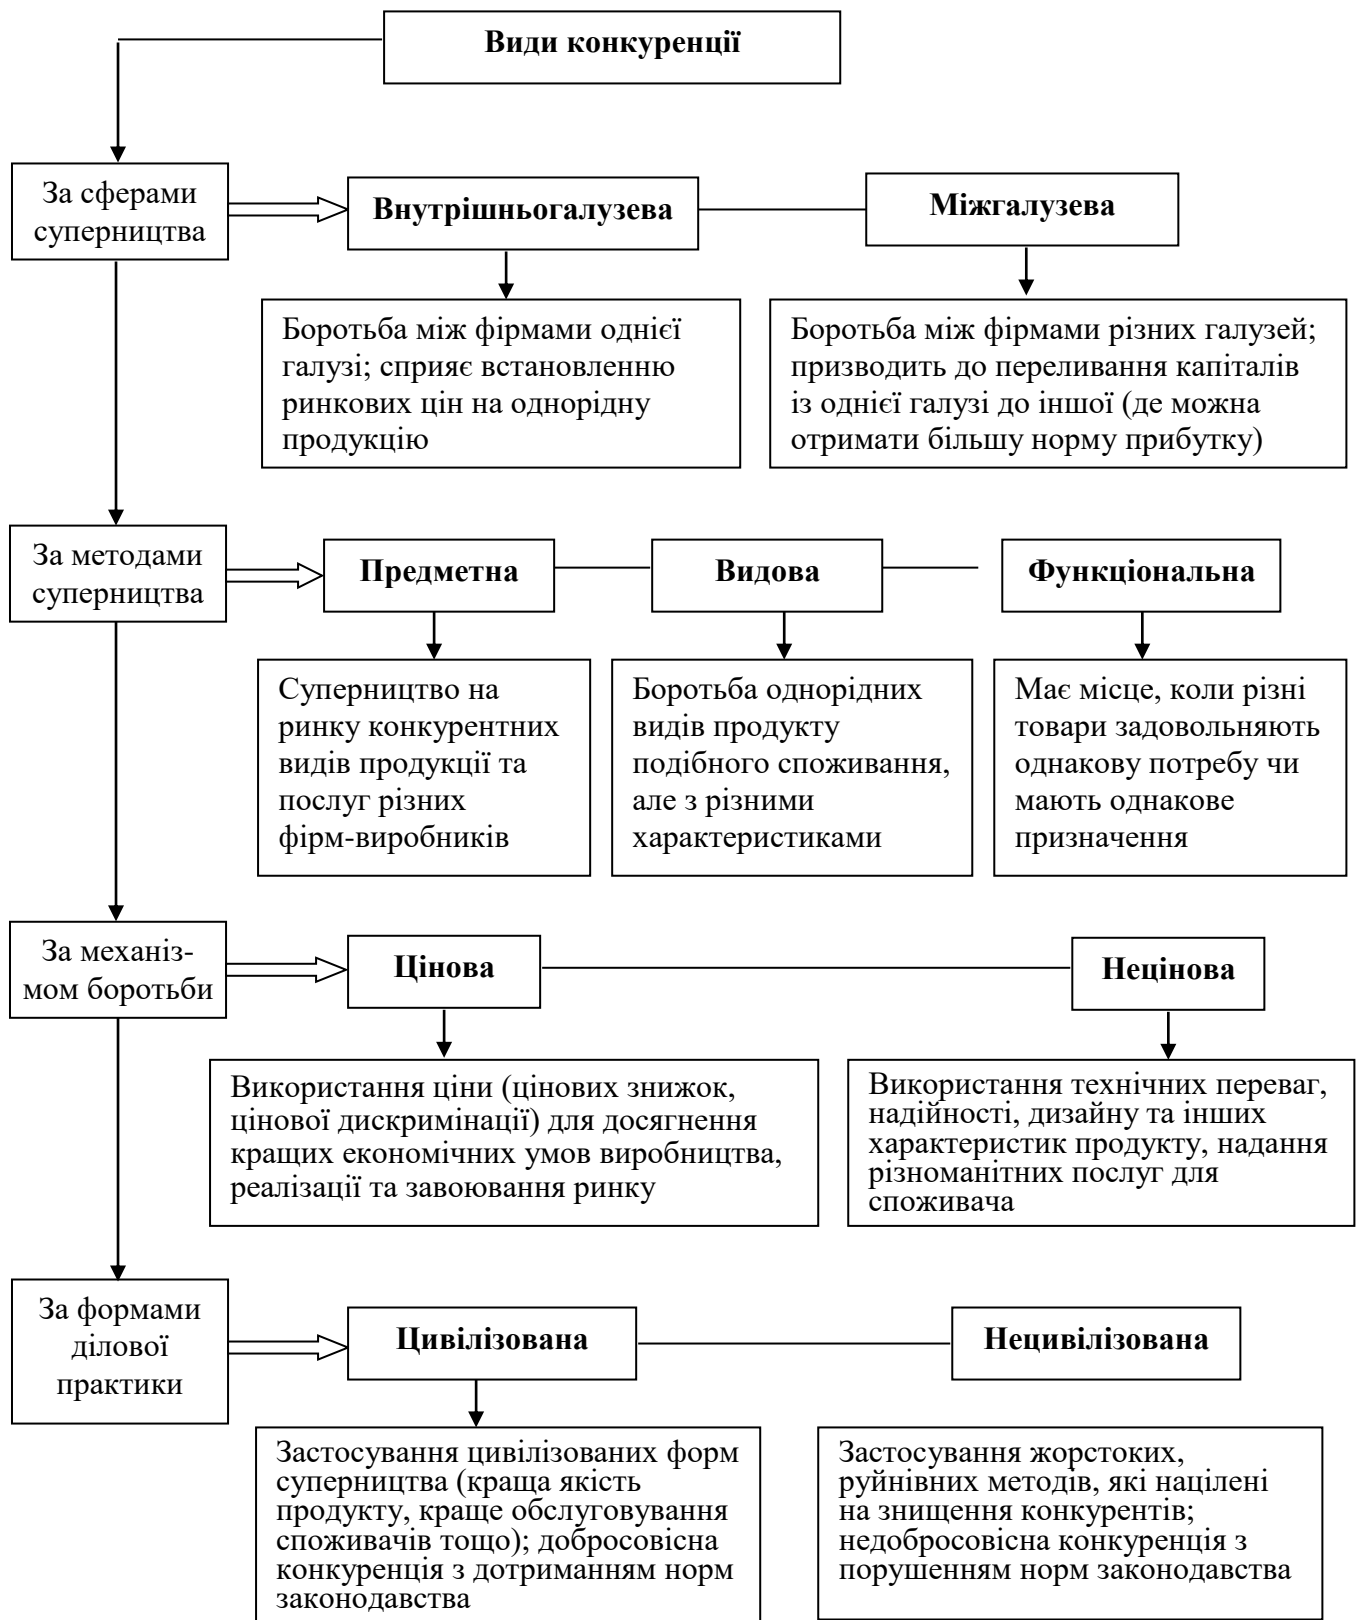 Види конкуренції
За сферами
суперництва
Внутрішньогалузева
Міжгалузева
Боротьба між фірмами однієї
галузі; сприяє встановленню
ринкових цін на однорідну
продукцію
Боротьба між фірмами різних галузей;
призводить до переливання капіталів
із однієї галузі до іншої (де можна
отримати більшу норму прибутку)
За методами
суперництва
Предметна
Видова
Функціональна
Суперництво на
ринку конкурентних
видів продукції та
послуг різних
фірм-виробників
Боротьба однорідних
видів продукту
подібного споживання,
але з різними
характеристиками
Має місце, коли різні
товари задовольняють
однакову потребу чи
мають однакове
призначення
За механіз-
мом боротьби
Цінова
Нецінова
Використання ціни (цінових знижок,
цінової дискримінації) для досягнення
кращих економічних умов виробництва,
реалізації та завоювання ринку
Використання технічних переваг,
надійності, дизайну та інших
характеристик продукту, надання
різноманітних послуг для
споживача
За формами
ділової
практики
Цивілізована
Нецивілізована
Застосування цивілізованих форм
суперництва (краща якість
продукту, краще обслуговування
споживачів тощо); добросовісна
конкуренція з дотриманням норм
законодавства
Застосування жорстоких,
руйнівних методів, які націлені
на знищення конкурентів;
недобросовісна конкуренція з
порушенням норм законодавства